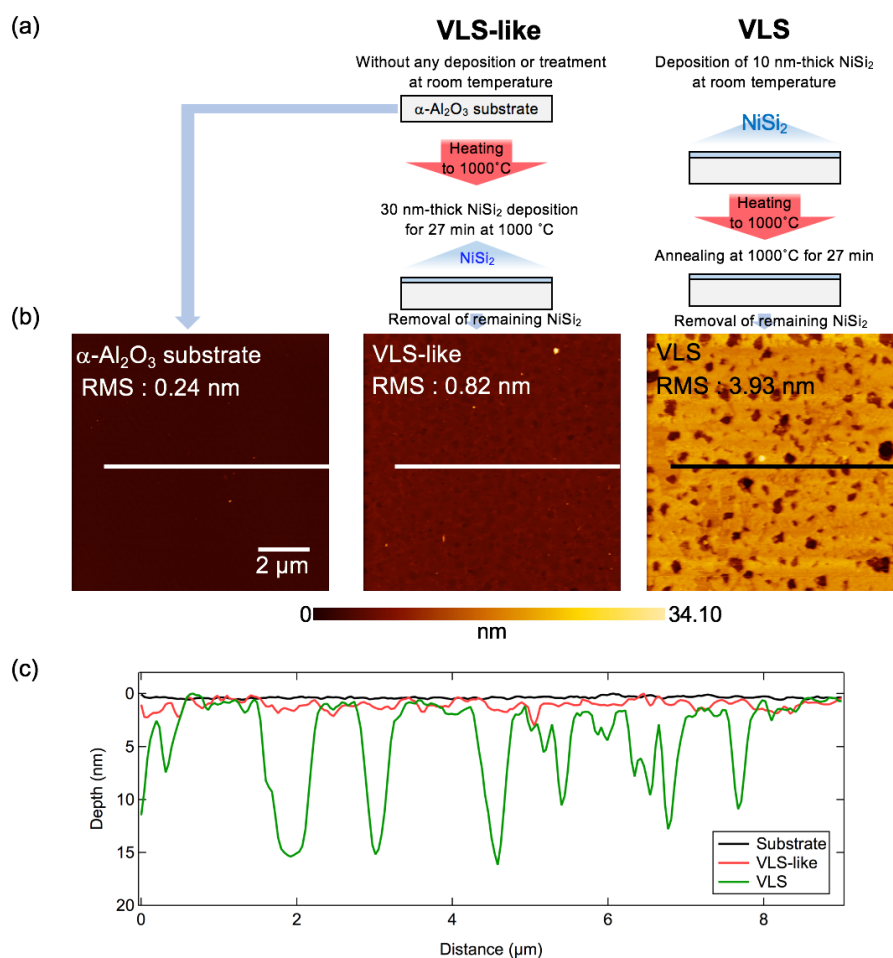 (a)
VLS-like
Without any deposition or treatment
at room temperature
α-Al₂O₃ substrate
Heating
to 1000˚C
30 nm-thick NiSi₂ deposition
for 27 min at 1000 ˚C
NiSi₂
Removal of remaining NiSi₂
VLS
Deposition of 10 nm-thick NiSi₂
at room temperature
NiSi₂
Heating
to 1000˚C
Annealing at 1000˚C for 27 min
Removal of remaining NiSi₂
(b)
α-Al₂O₃ substrate
RMS : 0.24 nm
2 μm
VLS-like
RMS : 0.82 nm
VLS
RMS : 3.93 nm
0
34.10
nm
(c)
Depth (nm)
0
5
10
15
20
0
2
4
6
8
Distance (μm)
Substrate
VLS-like
VLS